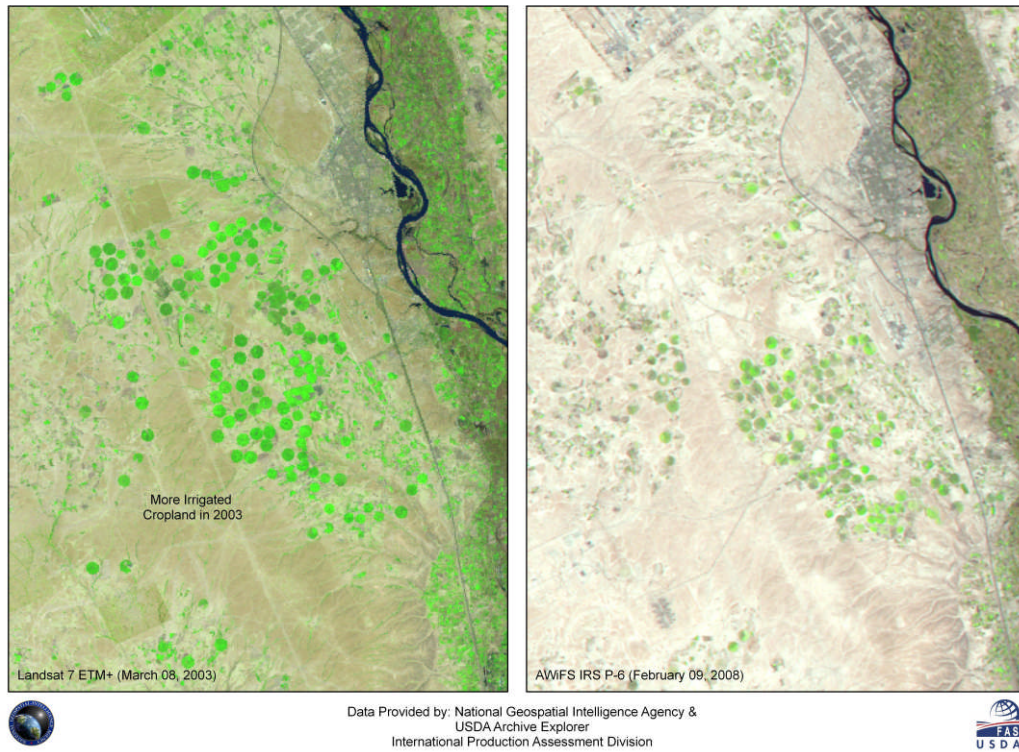 More Irrigated
Cropland in 2003
Landsat 7 ETM+ (March 08, 2003)
AWiFS IRS P-6 (February 09, 2008)
Data Provided by: National Geospatial Intelligence Agency &
USDA Archive Explorer
International Production Assessment Division
FAS
USDA